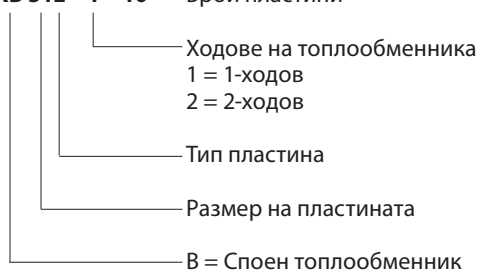 Ходове на топлообменника
1 = 1-ходов
2 = 2-ходов
Тип пластина
Размер на пластината
B = Споен топлообменник